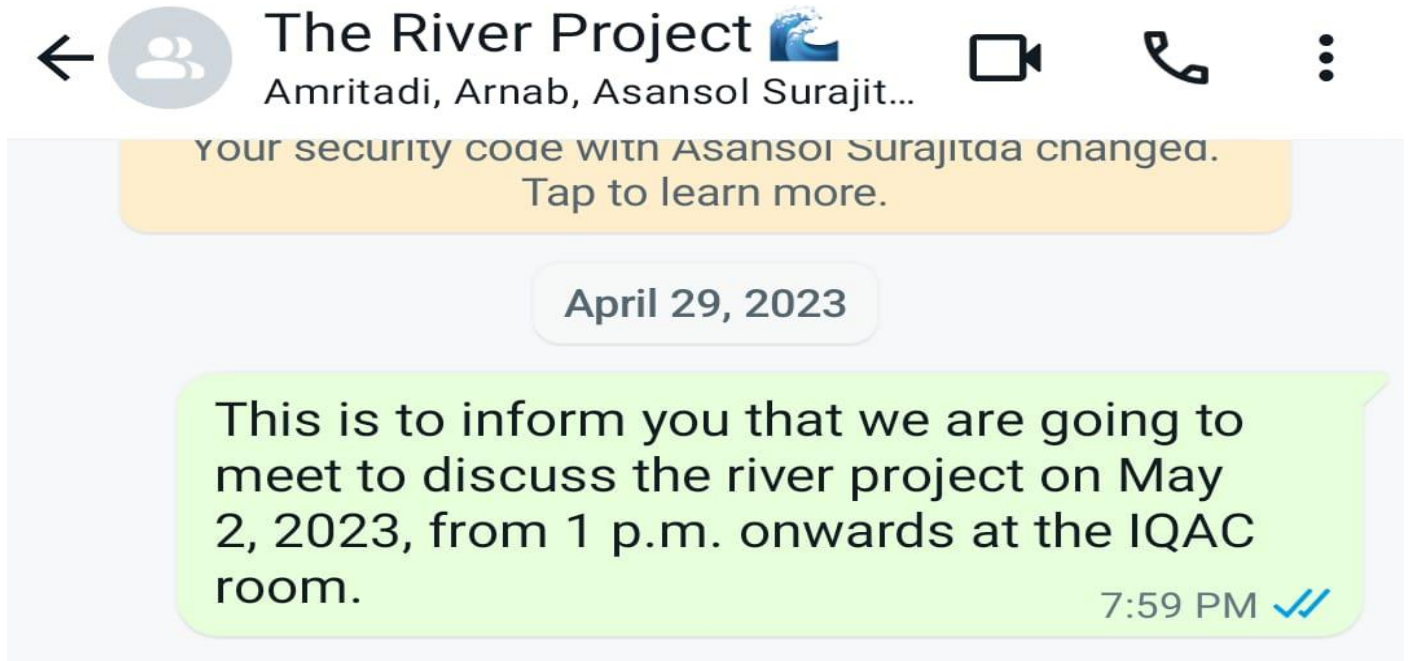 The River Project 🌊
Amritadi, Arnab, Asansol Surajit...
Your security code with Asansol Surajitda changed.
Tap to learn more.
April 29, 2023
This is to inform you that we are going to
meet to discuss the river project on May
2, 2023, from 1 p.m. onwards at the IQAC
room.
7:59 PM